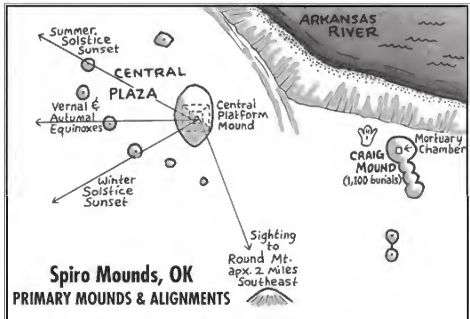 Summer
Solstice
Sunset
CENTRAL
PLAZA
ARKANSAS
RIVER
Vernal &
Autumal
Equinoxes
Central
Platform
Mound
A
Mortuary
Chamber
CRAIG
MOUND
(1,100 burials)
Winter
Solstice
Sunset
Sighting
to
Round Mt.
apx. 2 miles
Southeast
Spiro Mounds, OK
PRIMARY MOUNDS & ALIGNMENTS